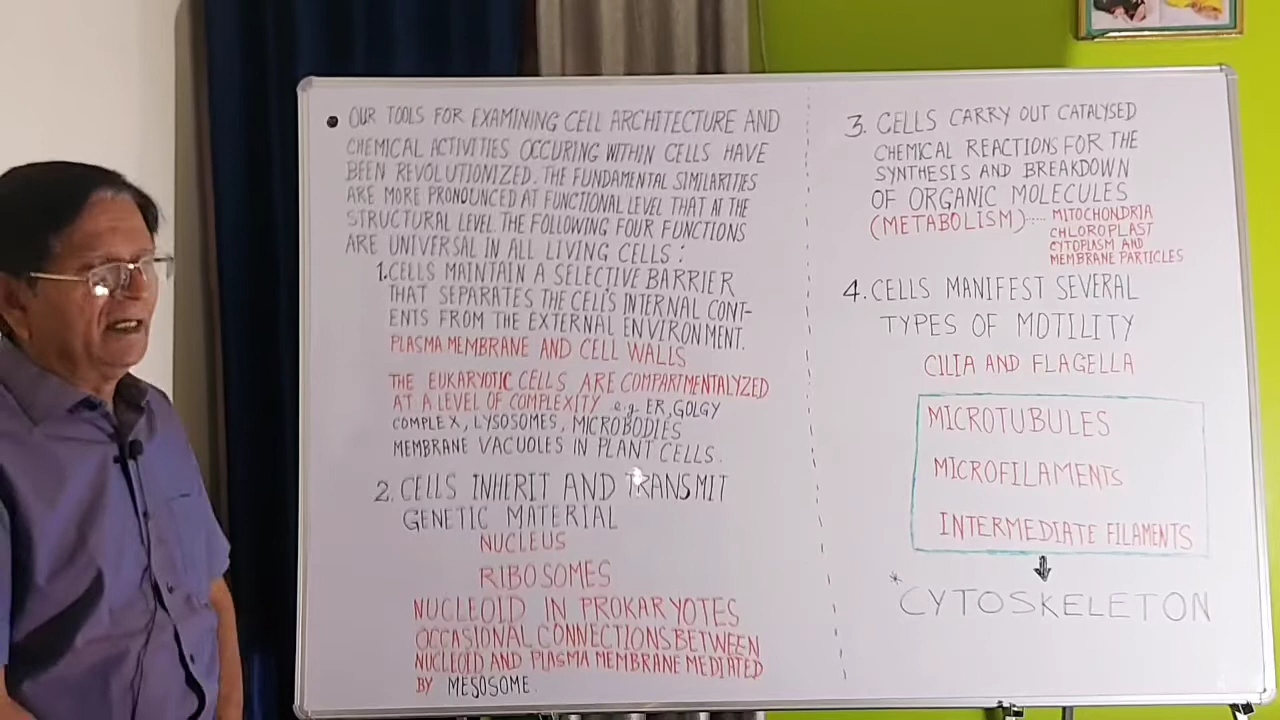 OUR TOOLS FOR EXAMINING CELL ARCHITECTURE AND
CHEMICAL ACTIVITIES OCCURING WITHIN CELLS HAVE
BEEN REVOLUTIONIZED. THE FUNDAMENTAL SIMILARITIES
ARE MORE PRONOUNCED AT FUNCTIONAL LEVEL THAT AT THE
STRUCTURAL LEVEL. THE FOLLOWING FOUR FUNCTIONS
ARE UNIVERSAL IN ALL LIVING CELLS:
1. CELLS MAINTAIN A SELECTIVE BARRIER
THAT SEPARATES THE CELL'S INTERNAL CONT-
ENTS FROM THE EXTERNAL ENVIRONMENT.
PLASMA MEMBRANE AND CELL WALLS
THE EUKARYOTIC CELLS ARE COMPARTMENTALYZED
AT A LEVEL OF COMPLEXITY e.g. ER, GOLGY
COMPLEX, LYSOSOMES, MICROBODIES
MEMBRANE VACUOLES IN PLANT CELLS.
2. CELLS INHERIT AND TRANSMIT
GENETIC MATERIAL
NUCLEUS
RIBOSOMES
NUCLEOID IN PROKARYOTES
OCCASIONAL CONNECTIONS BETWEEN
NUCLEOID AND PLASMA MEMBRANE MEDIATED
BY MESOSOME.
3. CELLS CARRY OUT CATALYSED
CHEMICAL REACTIONS FOR THE
SYNTHESIS AND BREAKDOWN
OF ORGANIC MOLECULES
(METABOLISM)..... MITOCHONDRIA
CHLOROPLAST
CYTOPLASM AND
MEMBRANE PARTICLES
4. CELLS MANIFEST SEVERAL
TYPES OF MOTILITY
CILIA AND FLAGELLA
MICROTUBULES
MICROFILAMENTS
INTERMEDIATE FILAMENTS
*CYTOSKELETON